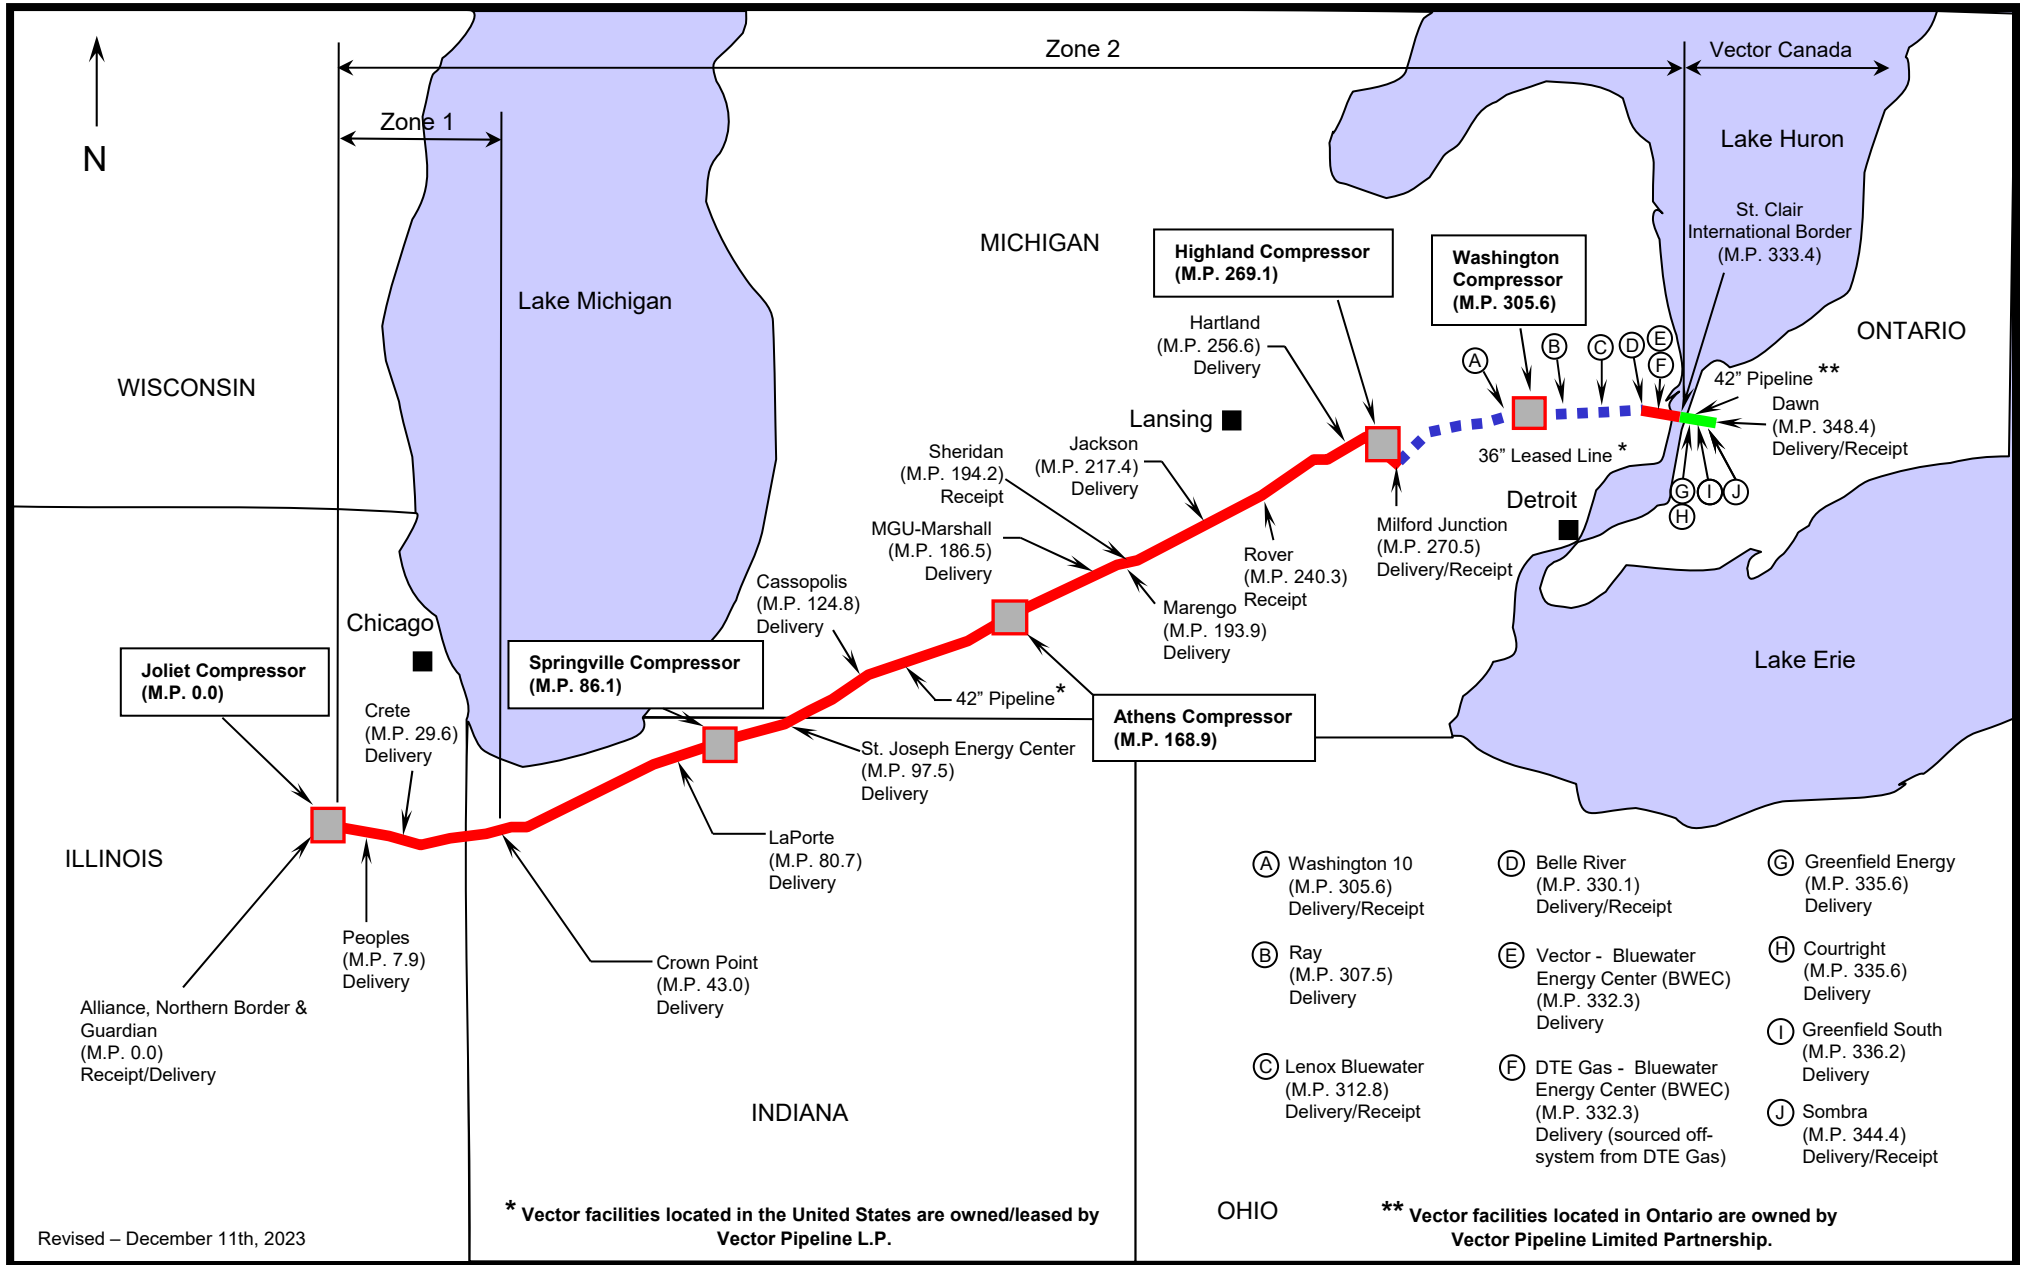 Zone 2
Vector Canada
Zone 1
N
Lake Huron
St. Clair
International Border
(M.P. 333.4)
MICHIGAN
Highland Compressor
(M.P. 269.1)
Washington
Compressor
(M.P. 305.6)
Lake Michigan
Hartland
(M.P. 256.6)
Delivery
ONTARIO
WISCONSIN
A
B
C
D
E
F
42” Pipeline **
Dawn
(M.P. 348.4)
Delivery/Receipt
Lansing
36” Leased Line *
Jackson
(M.P. 217.4)
Delivery
Sheridan
(M.P. 194.2)
Receipt
G
H
I
J
Detroit
MGU-Marshall
(M.P. 186.5)
Delivery
Milford Junction
(M.P. 270.5)
Delivery/Receipt
Rover
(M.P. 240.3)
Receipt
Cassopolis
(M.P. 124.8)
Delivery
Marengo
(M.P. 193.9)
Delivery
Chicago
Lake Erie
Joliet Compressor
(M.P. 0.0)
Springville Compressor
(M.P. 86.1)
42” Pipeline*
Crete
(M.P. 29.6)
Delivery
Athens Compressor
(M.P. 168.9)
St. Joseph Energy Center
(M.P. 97.5)
Delivery
LaPorte
(M.P. 80.7)
Delivery
ILLINOIS
Peoples
(M.P. 7.9)
Delivery
Crown Point
(M.P. 43.0)
Delivery
Alliance, Northern Border &
Guardian
(M.P. 0.0)
Receipt/Delivery
INDIANA
A Washington 10
(M.P. 305.6)
Delivery/Receipt
B Ray
(M.P. 307.5)
Delivery
C Lenox Bluewater
(M.P. 312.8)
Delivery/Receipt
D Belle River
(M.P. 330.1)
Delivery/Receipt
E Vector - Bluewater
Energy Center (BWEC)
(M.P. 332.3)
Delivery
F DTE Gas - Bluewater
Energy Center (BWEC)
(M.P. 332.3)
Delivery (sourced off-
system from DTE Gas)
G Greenfield Energy
(M.P. 335.6)
Delivery
H Courtright
(M.P. 335.6)
Delivery
I Greenfield South
(M.P. 336.2)
Delivery
J Sombra
(M.P. 344.4)
Delivery/Receipt
OHIO
* Vector facilities located in the United States are owned/leased by
Vector Pipeline L.P.
** Vector facilities located in Ontario are owned by
Vector Pipeline Limited Partnership.
Revised – December 11th, 2023